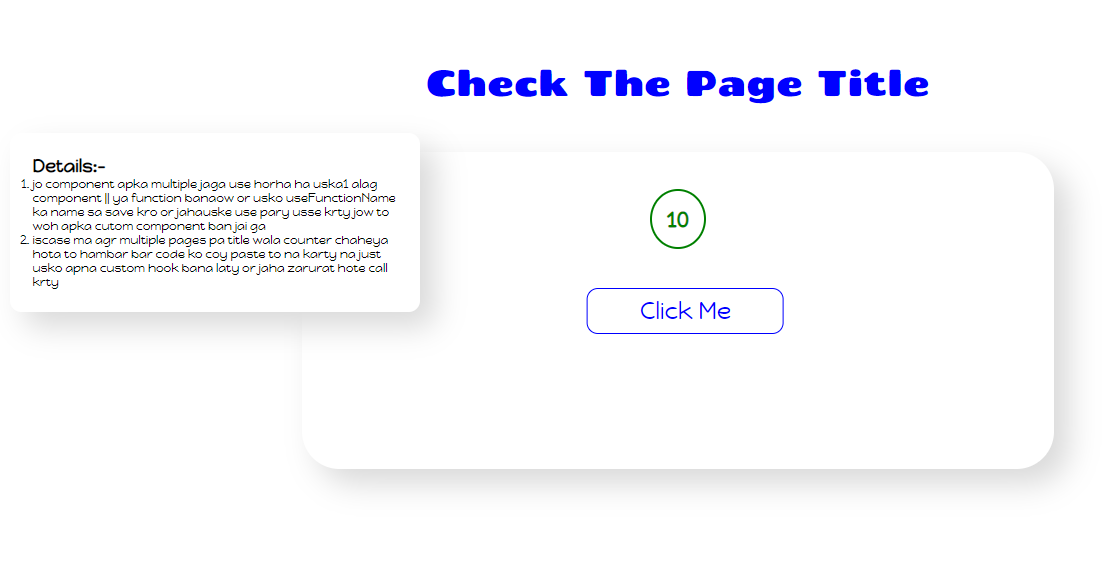 Check The Page Title
Details:-
1. jo component apka multiple jaga use horha ha uska1 alag
component || ya function banaow or usko useFunctionName
ka name sa save kro or jahauske use pary usse krty jow to
woh apka cutom component ban jai ga
2. iscase ma agr multiple pages pa title wala counter chaheya
hota to hambar bar code ko coy paste to na karty na just
usko apna custom hook bana laty or jaha zarurat hote call
krty
10
Click Me